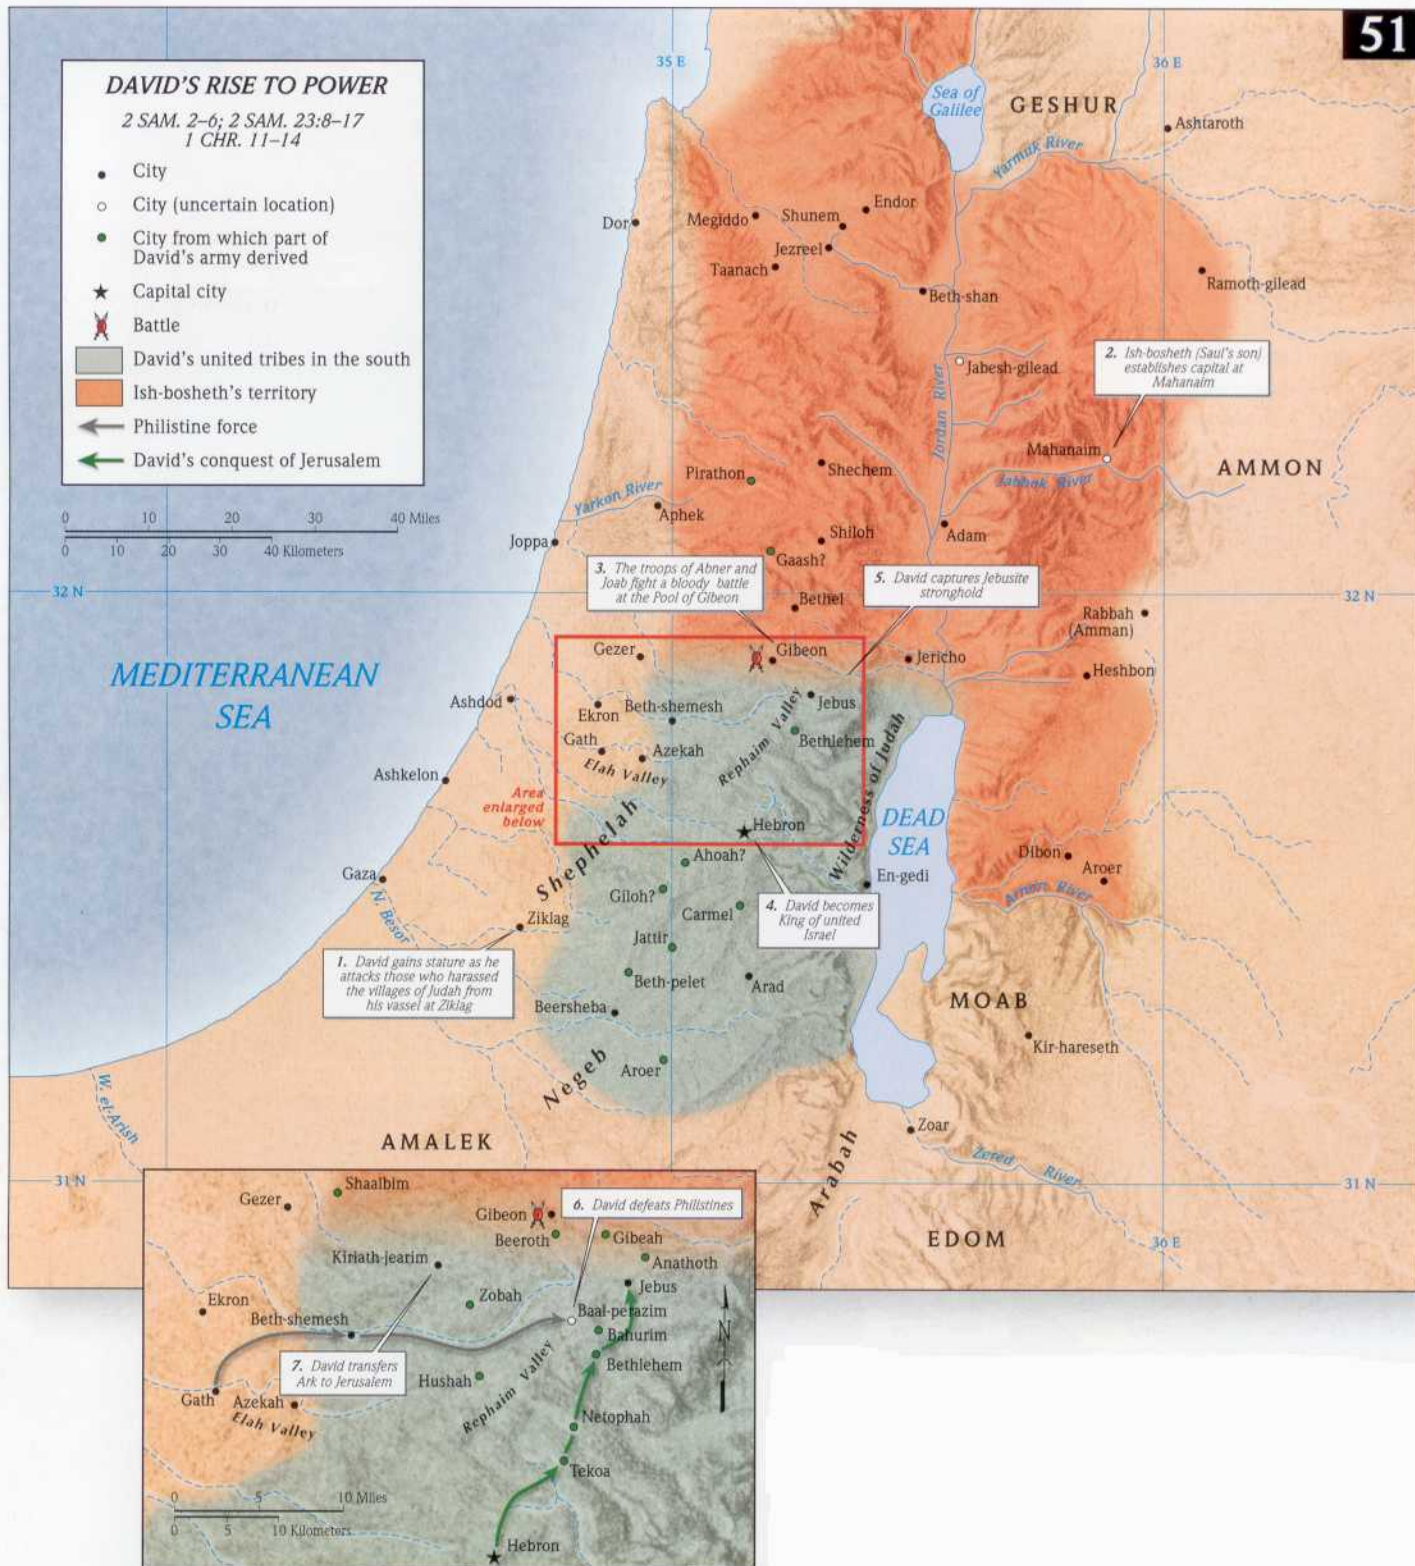 51
DAVID'S RISE TO POWER
2 SAM. 2–6; 2 SAM. 23:8–17
1 CHR. 11–14
City
City (uncertain location)
City from which part of
David's army derived
Capital city
Battle
David's united tribes in the south
Ish-bosheth's territory
Philistine force
David's conquest of Jerusalem
0 10 20 30 40 Miles
0 10 20 30 40 Kilometers
35 E
36 E
Sea of
Galilee
GESHUR
Ashtaroth
Yarmuk River
Dor
Megiddo
Shunem
Endor
Jezreel
Taanach
Beth-shan
Ramoth-gilead
Jabesh-gilead
2. Ish-bosheth (Saul's son)
establishes capital at
Mahanaim
Jordan River
Mahanaim
AMMON
Jabbok River
Pirathon
Shechem
Yarkon River
Aphek
Shiloh
Adam
Joppa
Gaash?
3. The troops of Abner and
Joab fight a bloody battle
at the Pool of Gibeon
5. David captures Jebusite
stronghold
32 N
32 N
Bethel
Rabbah
(Amman)
MEDITERRANEAN
SEA
Gezer
Gibeon
Jericho
Heshbon
Ashdod
Ekron
Beth-shemesh
Rephaim Valley
Jebus
Gath
Azekah
Bethlehem
Elah Valley
Ashkelon
Area
enlarged
below
Shephelah
Hebron
Wilderness of Judah
DEAD
SEA
Ahoah?
Dibon
Aroer
Gaza
En-gedi
Arnon River
N. Besor
Giloh?
Carmel
4. David becomes
King of united
Israel
Ziklag
Jattir
1. David gains stature as he
attacks those who harassed
the villages of Judah from
his vassel at Ziklag
Beth-pelet
Arad
MOAB
Beersheba
Kir-hareseth
Negeb
Aroer
W. el-Arish
AMALEK
Zoar
Arabah
Zered River
31 N
31 N
EDOM
36 E
Shaalbim
Gezer
Gibeon
6. David defeats Philistines
Beeroth
Gibeah
Kiriath-jearim
Anathoth
Jebus
Ekron
Zobah
Beth-shemesh
Baal-perazim
N
Bahurim
7. David transfers
Ark to Jerusalem
Bethlehem
Hushah
Rephaim Valley
Gath
Azekah
Elah Valley
Netophah
Tekoa
0 5 10 Miles
0 5 10 Kilometers
Hebron